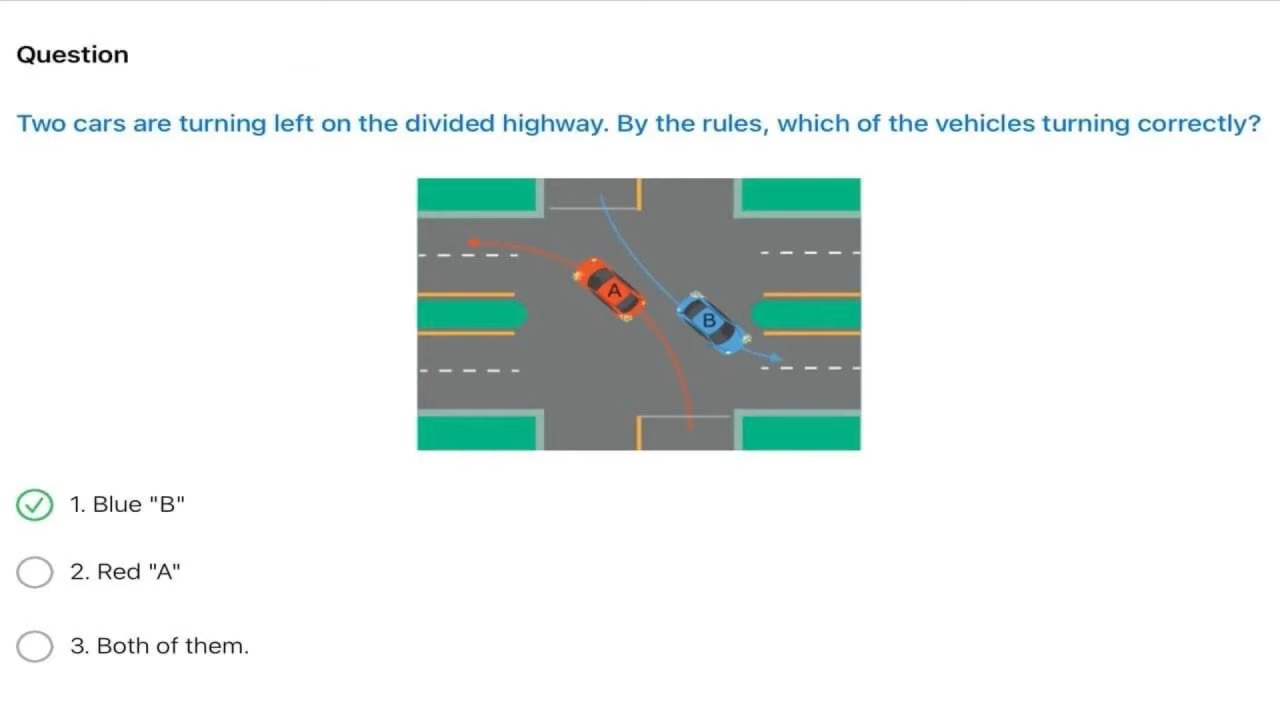 Question
Two cars are turning left on the divided highway. By the rules, which of the vehicles turning correctly?
A
B
1. Blue "B"
2. Red "A"
3. Both of them.